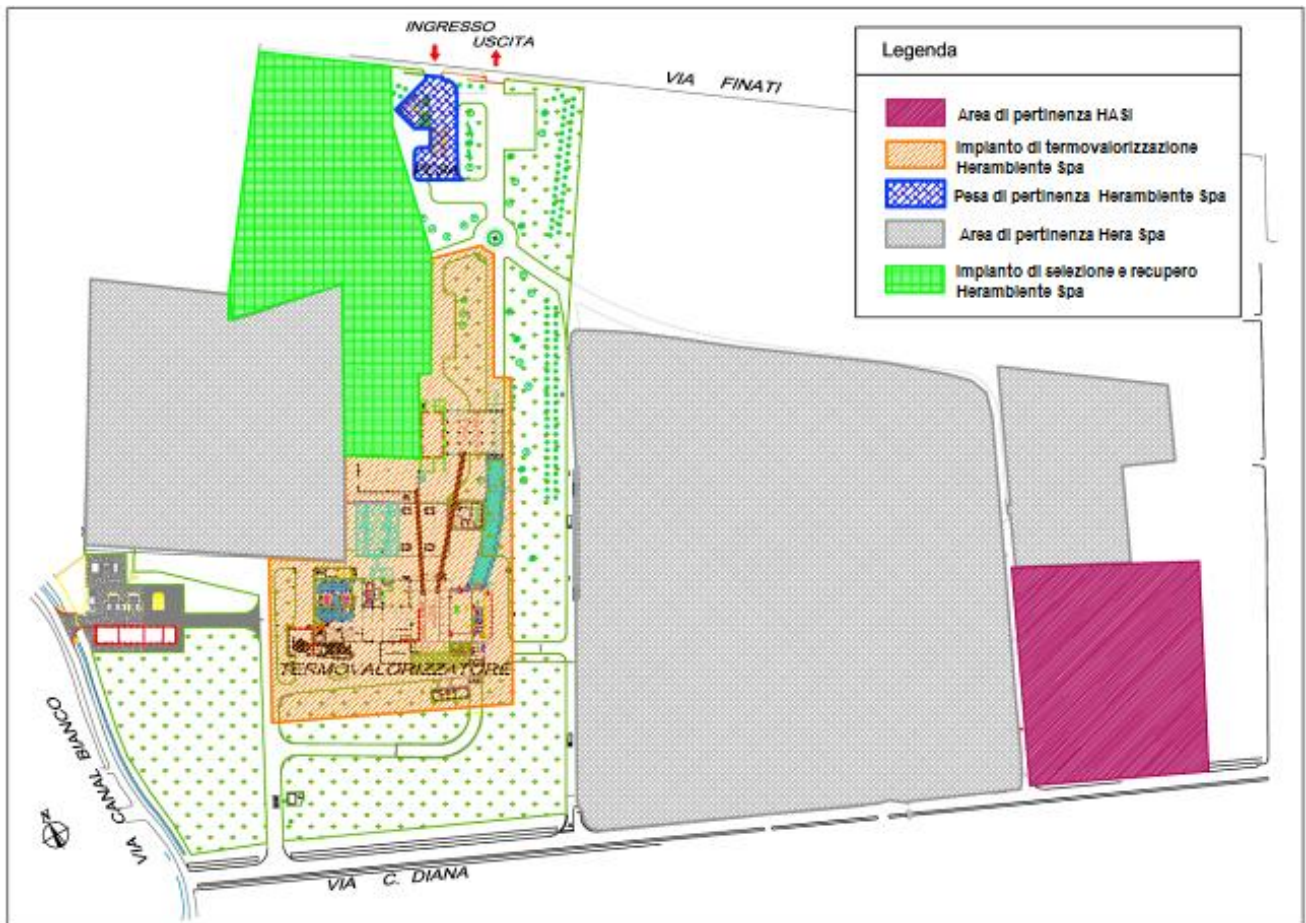 INGRESSO
USCITA
VIA FINATI
Legenda
Area di pertinenza HASI
Impianto di termovalorizzazione
Herambiente Spa
Pesa di pertinenza Herambiente Spa
Area di pertinenza Hera Spa
Impianto di selezione e recupero
Herambiente Spa
TERMOVALORIZZATORE
VIA CANAL BIANCO
VIA C. DIANA